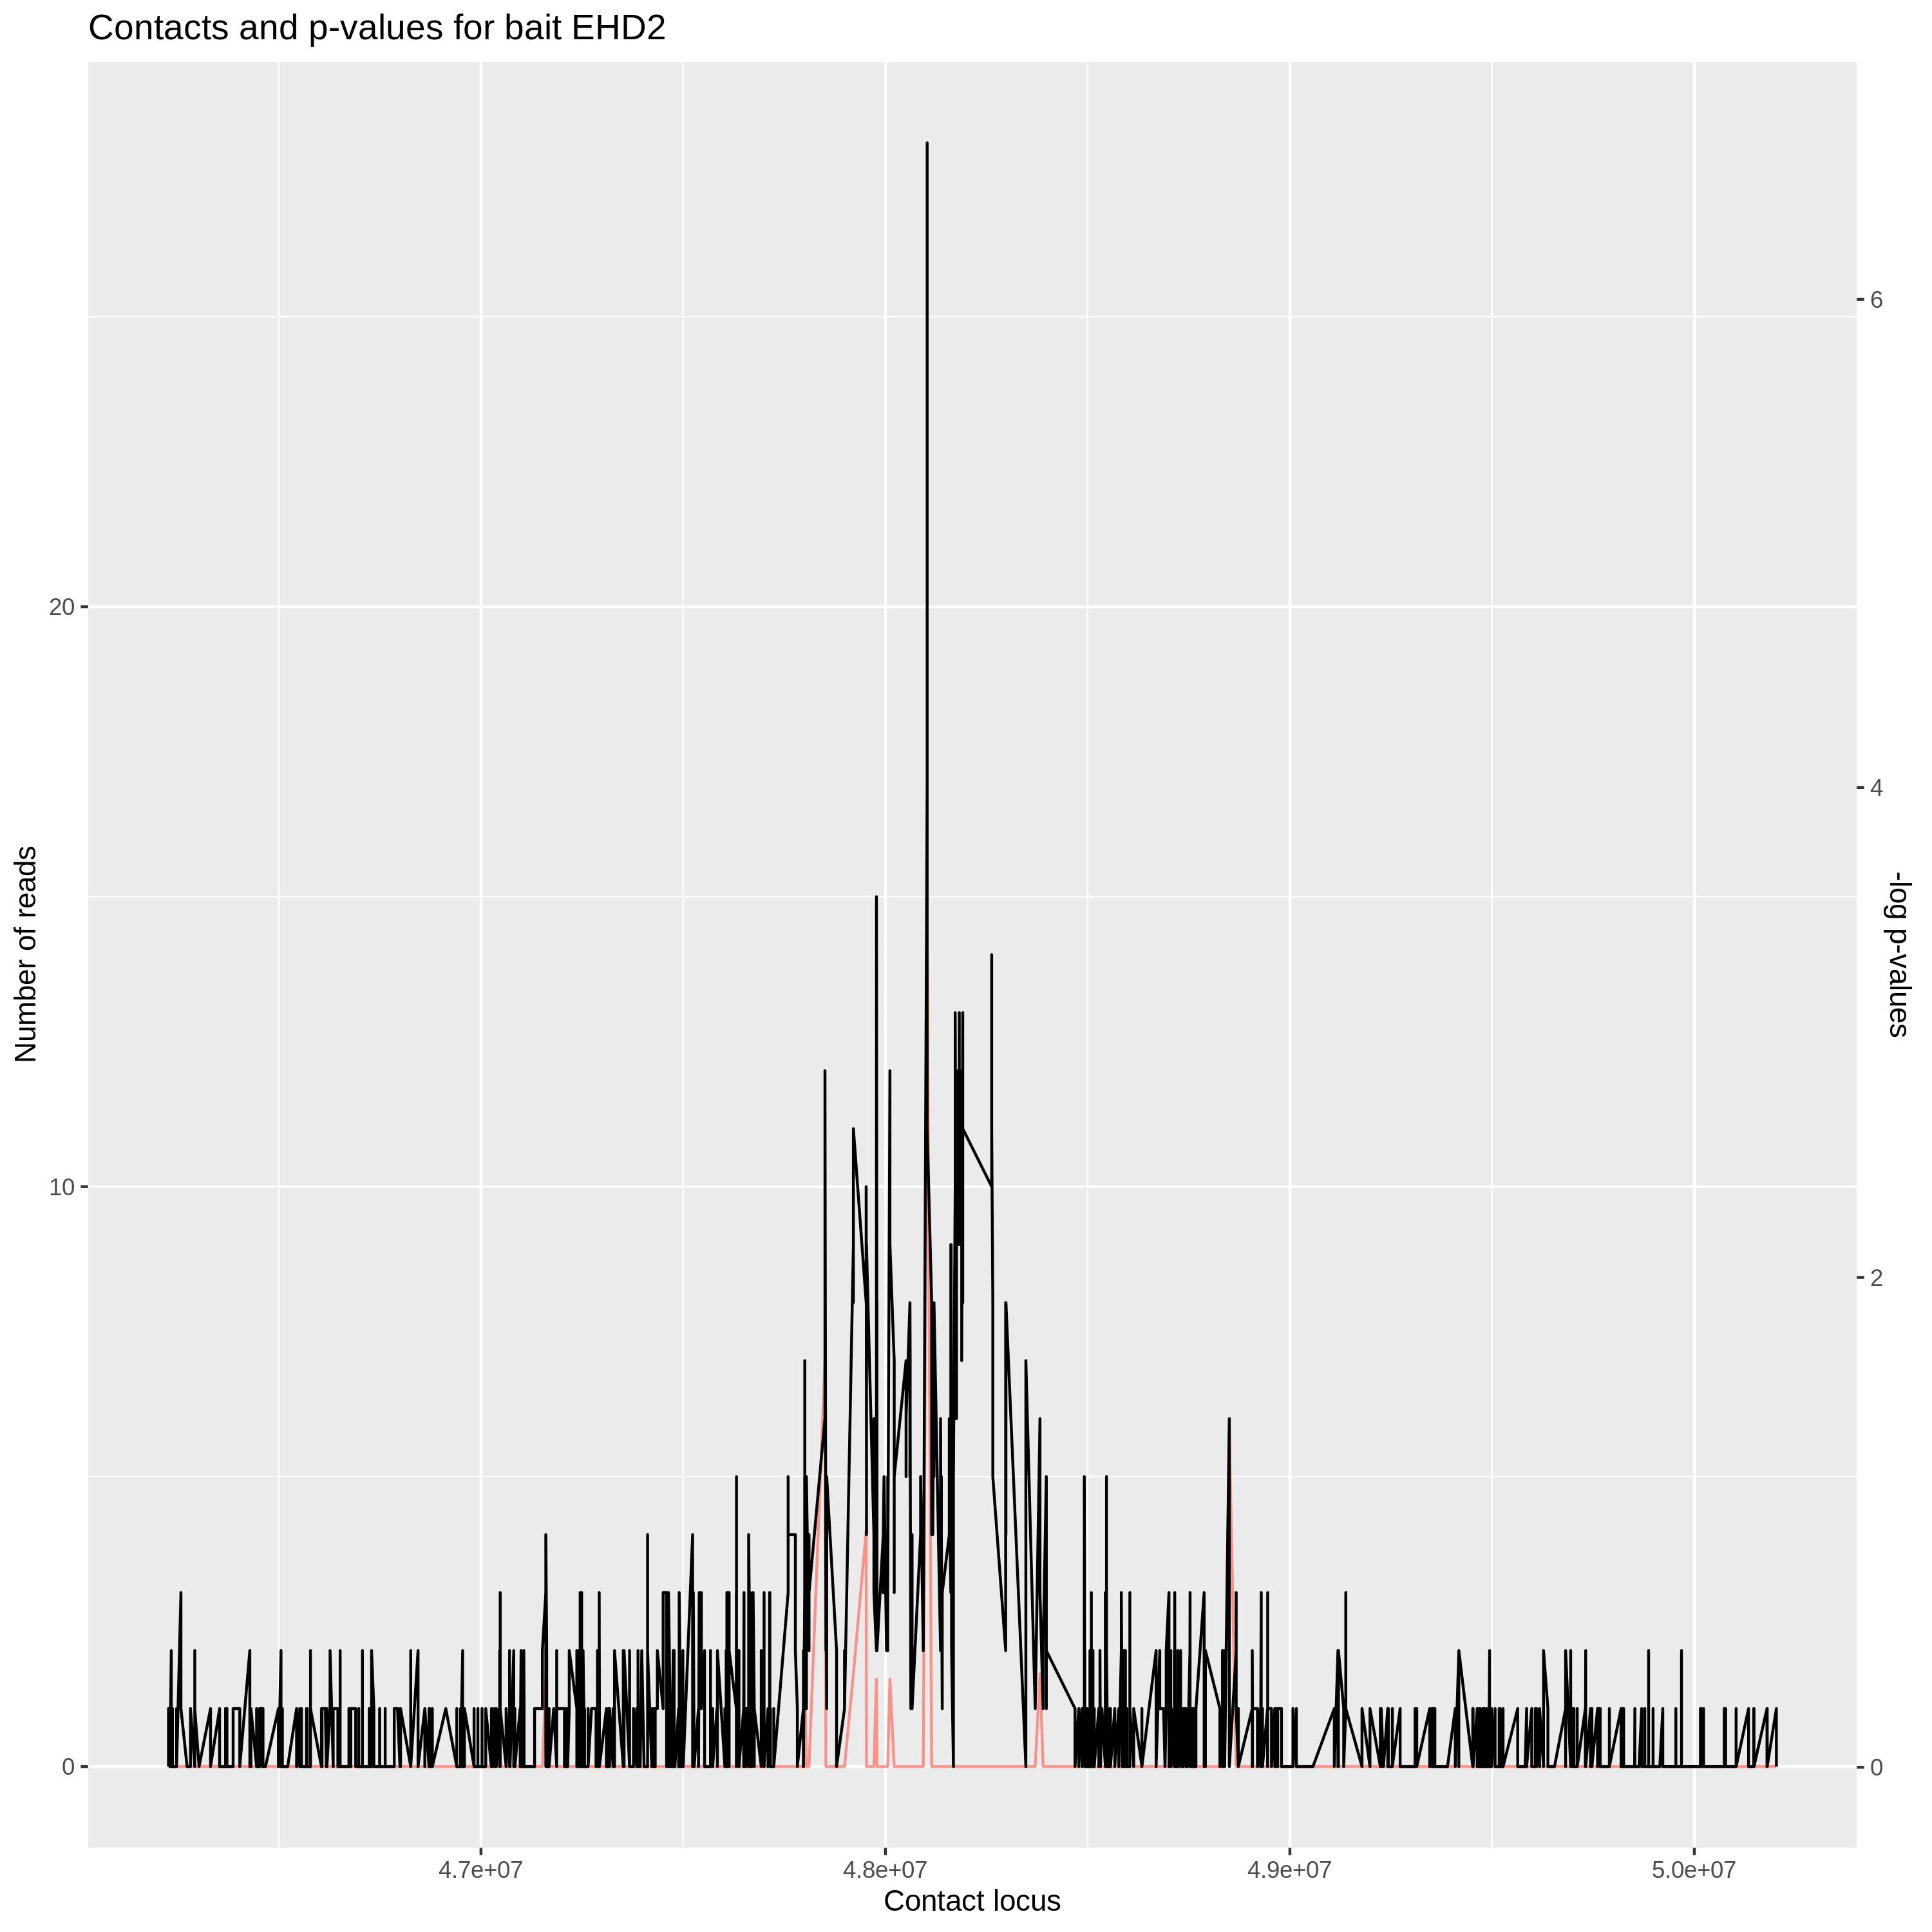 Contacts and p-values for bait EHD2
Number of reads
20
10
0
6
4
2
0
-log p-values
4.7e+07
4.8e+07
4.9e+07
5.0e+07
Contact locus